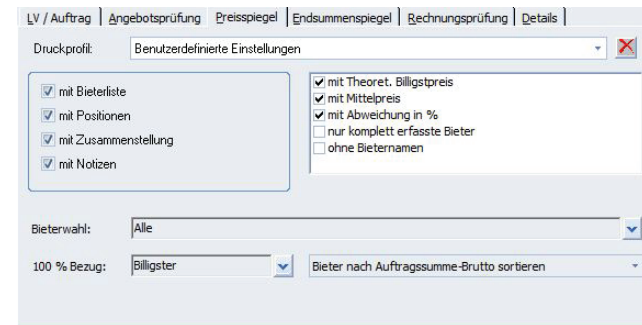 LV / Auftrag Angebotsprüfung Preisspiegel Endsummenspiegel Rechnungsprüfung Details
Druckprofil: Benutzerdefinierte Einstellungen
mit Bieterliste
mit Positionen
mit Zusammenstellung
mit Notizen
mit Theoret. Billigstpreis
mit Mittelpreis
mit Abweichung in %
nur komplett erfasste Bieter
ohne Bieternamen
Bieterwahl: Alle
100 % Bezug: Billigster Bieter nach Auftragssumme-Brutto sortieren